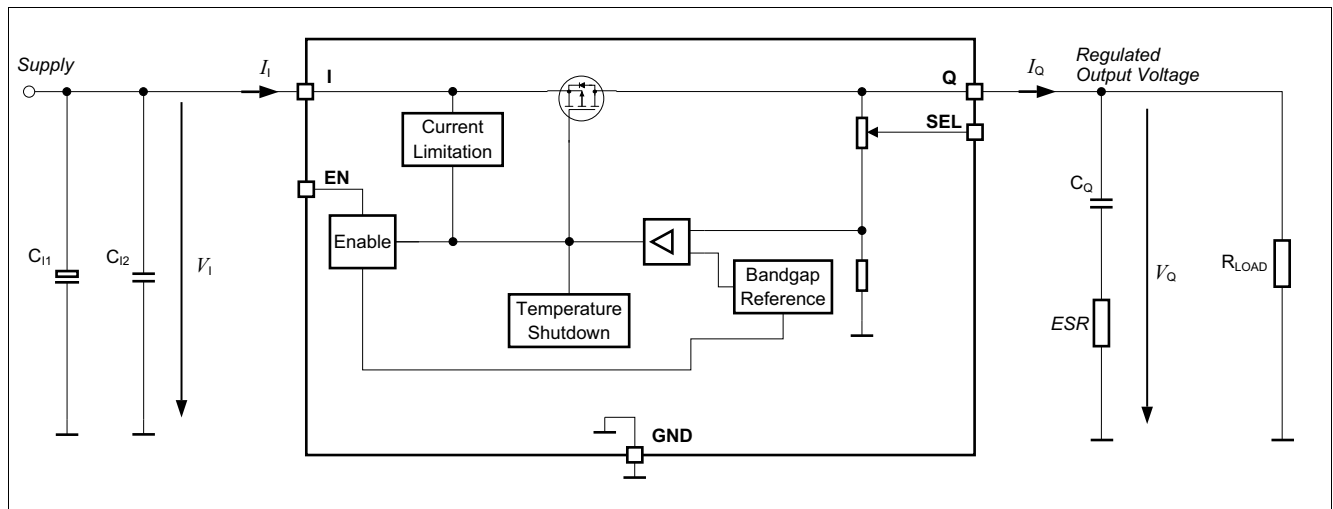 Supply
I_I
I
Q
I_Q
Regulated
Output Voltage
SEL
Current
Limitation
EN
C_Q
Enable
C_I1
C_I2
V_I
Bandgap
Reference
V_Q
R_LOAD
Temperature
Shutdown
ESR
GND